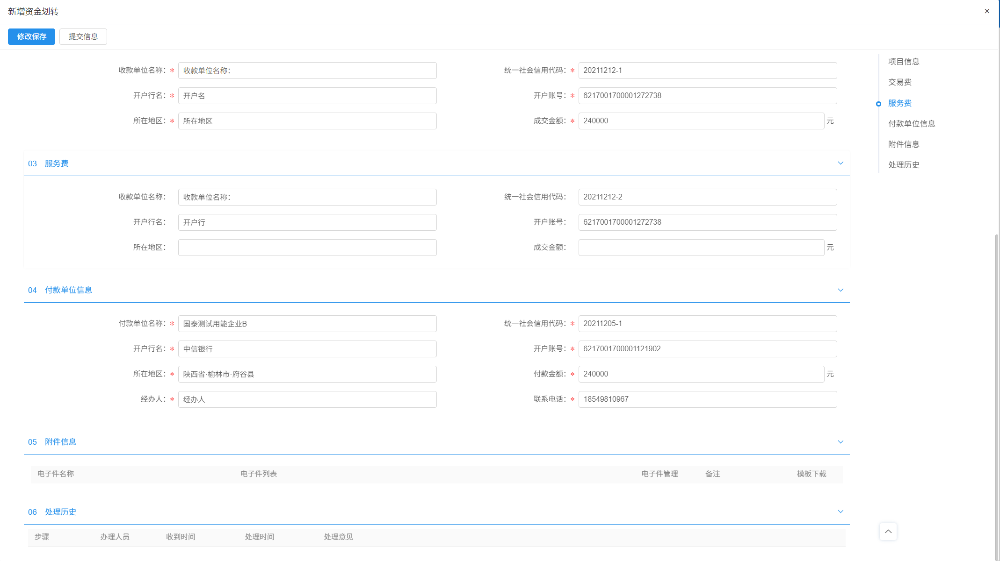 新增资金划转
修改保存 提交信息
收款单位名称：* 收款单位名称： 统一社会信用代码：* 20211212-1
开户行名：* 开户名 开户账号：* 6217001700001272738
所在地区：* 所在地区 成交金额：* 240000 元
03 服务费
收款单位名称： 收款单位名称： 统一社会信用代码： 20211212-2
开户行名： 开户行 开户账号： 6217001700001272738
所在地区： 成交金额： 元
04 付款单位信息
付款单位名称：* 国泰测试用能企业B 统一社会信用代码：* 20211205-1
开户行名：* 中信银行 开户账号：* 6217001700001121902
所在地区：* 陕西省·榆林市·府谷县 付款金额：* 240000 元
经办人：* 经办人 联系电话：* 18549810967
05 附件信息
电子件名称 电子件列表 电子件管理 备注 模板下载
06 处理历史
步骤 办理人员 收到时间 处理时间 处理意见
项目信息
交易费
服务费
付款单位信息
附件信息
处理历史